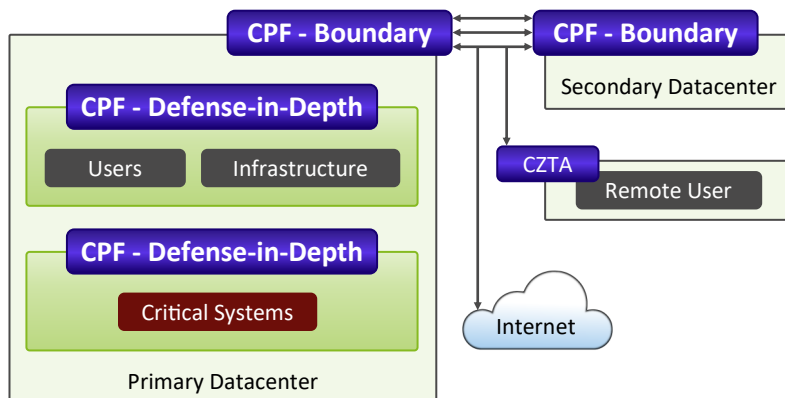 CPF - Boundary
CPF - Boundary
Secondary Datacenter
CPF - Defense-in-Depth
Users
Infrastructure
CZTA
Remote User
CPF - Defense-in-Depth
Critical Systems
Internet
Primary Datacenter